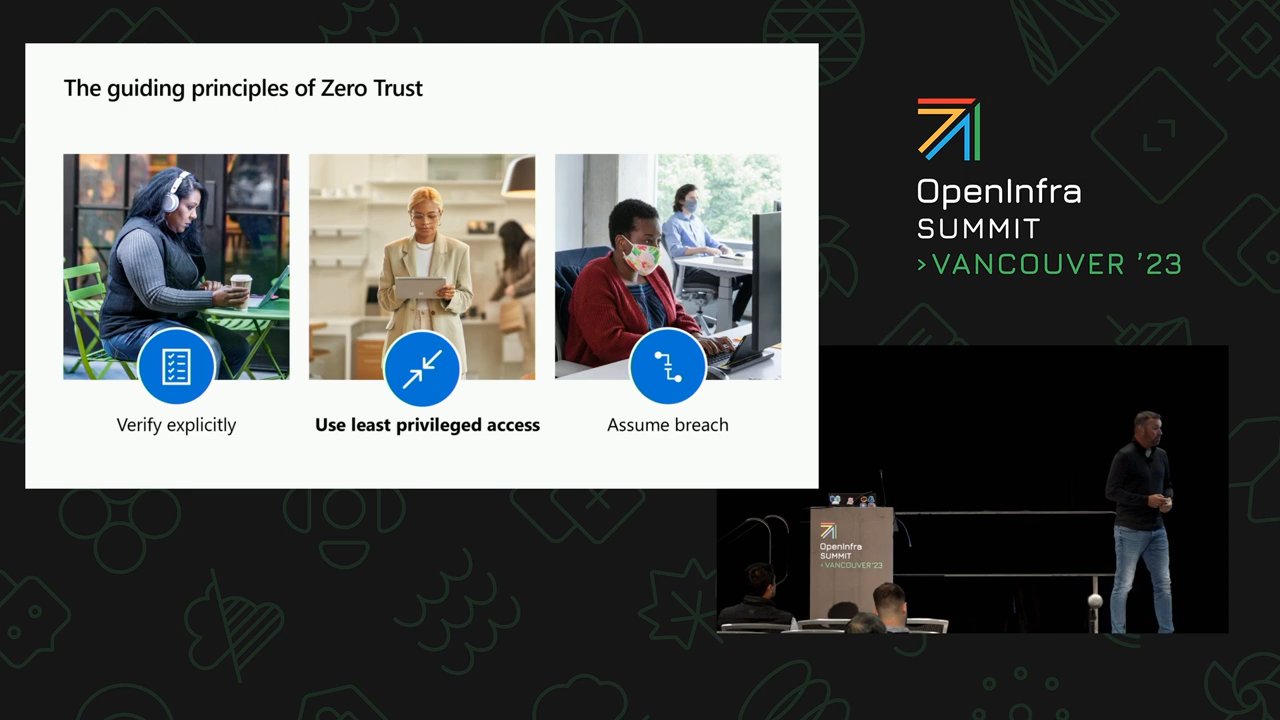 The guiding principles of Zero Trust
Verify explicitly
Use least privileged access
Assume breach
OpenInfra
SUMMIT
>VANCOUVER '23
OpenInfra
SUMMIT
>VANCOUVER '23